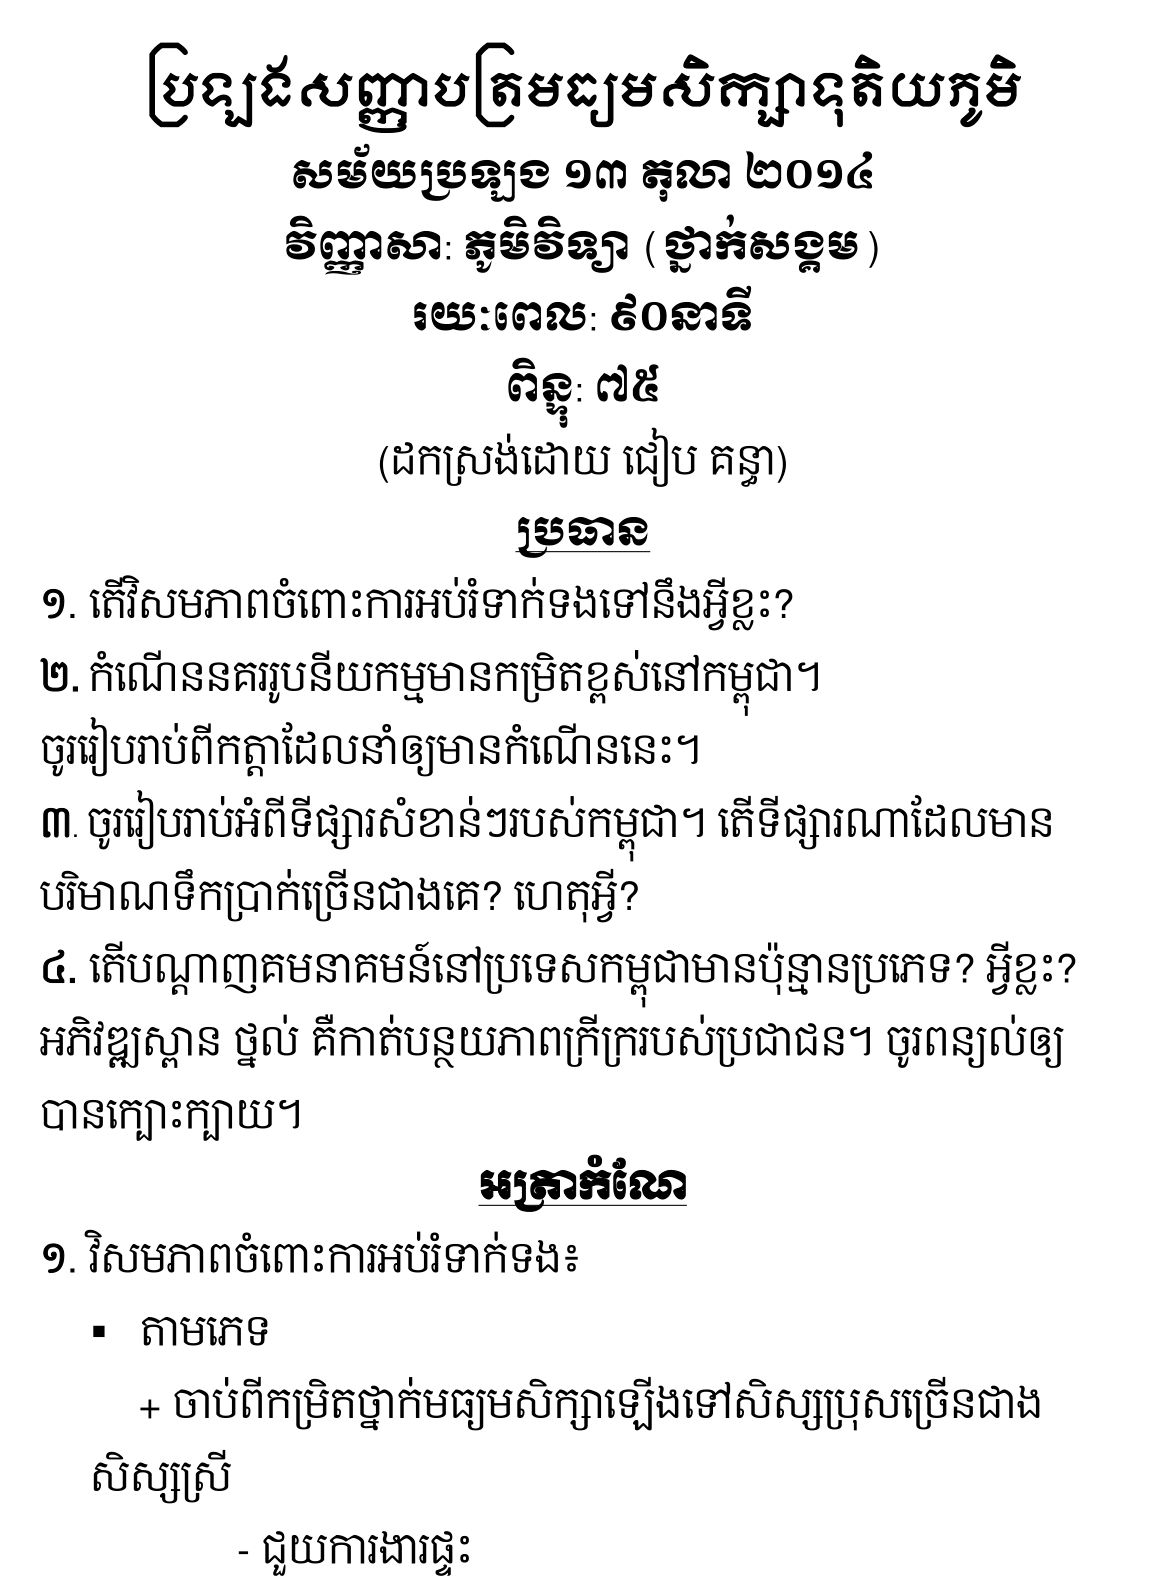 ប្រឡងសញ្ញាបត្រមធ្យមសិក្សាទុតិយភូមិ
សម័យប្រឡង ១៣ តុលា ២០១៤
វិញ្ញាសា: ភូមិវិទ្យា (ថ្នាក់សង្គម)
រយ:ពេល: ៩០នាទី
ពិន្ទុ: ៧៥
(ដកស្រង់ដោយ ជៀប គន្ធា)
ប្រធាន
១. តើវិសមភាពចំពោះការអប់រំទាក់ទងទៅនឹងអ្វីខ្លះ?
២. កំណើននគររូបនីយកម្មមានកម្រិតខ្ពស់នៅកម្ពុជា។
ចូររៀបរាប់ពីកត្តាដែលនាំឲ្យមានកំណើននេះ។
៣. ចូររៀបរាប់អំពីទីផ្សារសំខាន់ៗរបស់កម្ពុជា។ តើទីផ្សារណាដែលមាន
បរិមាណទឹកប្រាក់ច្រើនជាងគេ? ហេតុអ្វី?
៤. តើបណ្តាញគមនាគមន៍នៅប្រទេសកម្ពុជាមានប៉ុន្មានប្រភេទ? អ្វីខ្លះ?
អភិវឌ្ឍស្ពាន ថ្នល់ គឺកាត់បន្ថយភាពក្រីក្ររបស់ប្រជាជន។ ចូរពន្យល់ឲ្យ
បានក្បោះក្បាយ។
អត្រាកំណែ
១. វិសមភាពចំពោះការអប់រំទាក់ទង៖
▪ តាមភេទ
+ ចាប់ពីកម្រិតថ្នាក់មធ្យមសិក្សាឡើងទៅសិស្សប្រុសច្រើនជាង
សិស្សស្រី
- ជួយការងារផ្ទះ